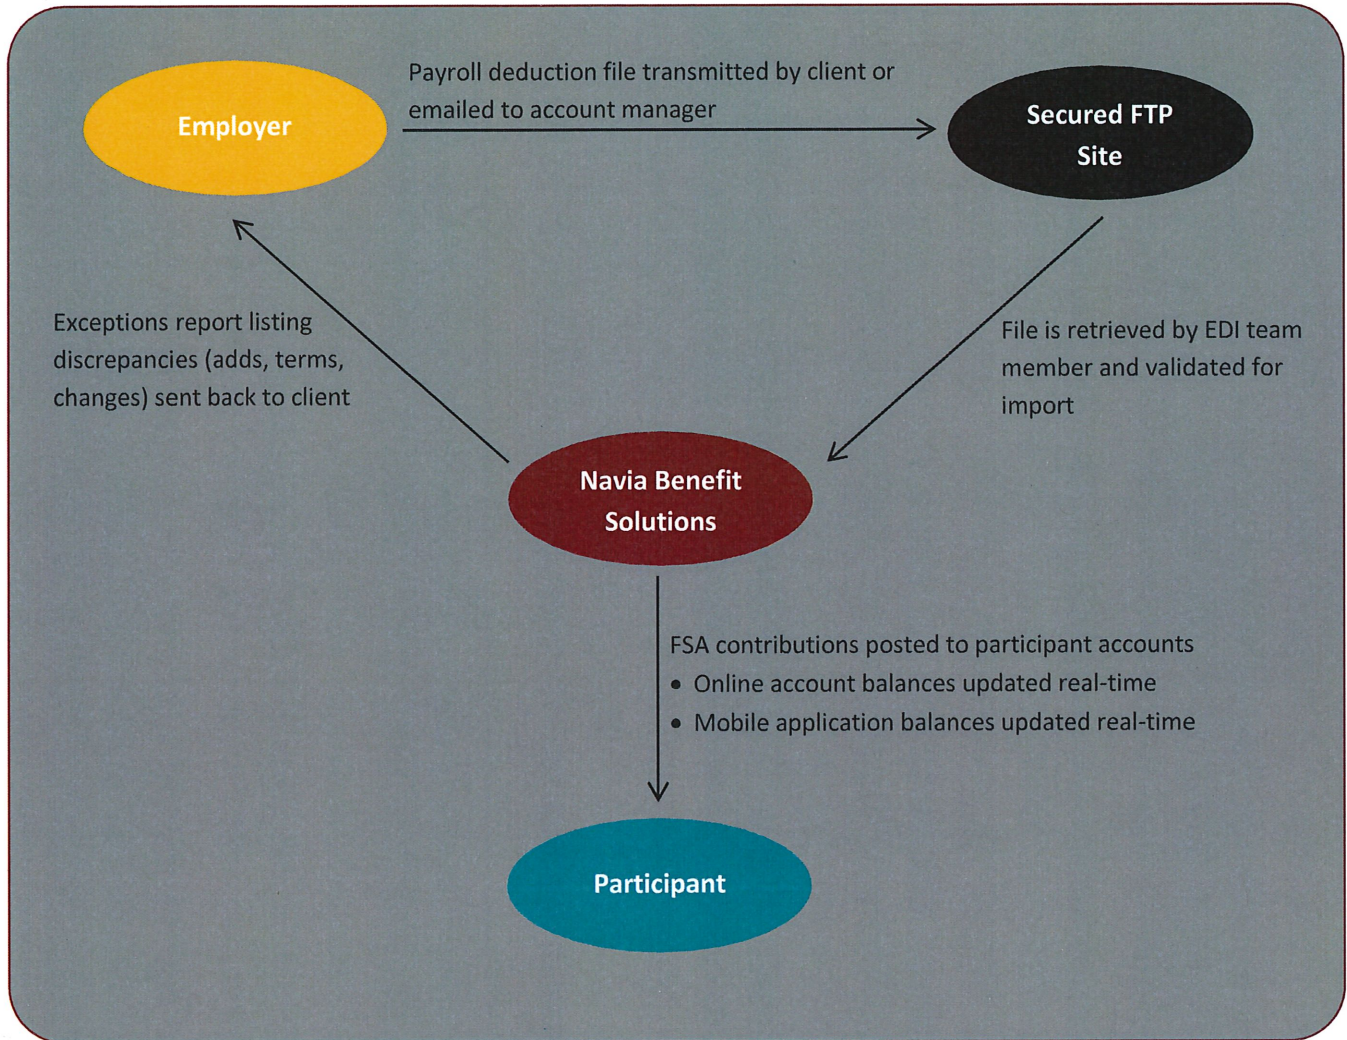 Payroll deduction file transmitted by client or
emailed to account manager
Employer
Secured FTP
Site
Exceptions report listing
discrepancies (adds, terms,
changes) sent back to client
File is retrieved by EDI team
member and validated for
import
Navia Benefit
Solutions
FSA contributions posted to participant accounts
• Online account balances updated real-time
• Mobile application balances updated real-time
Participant